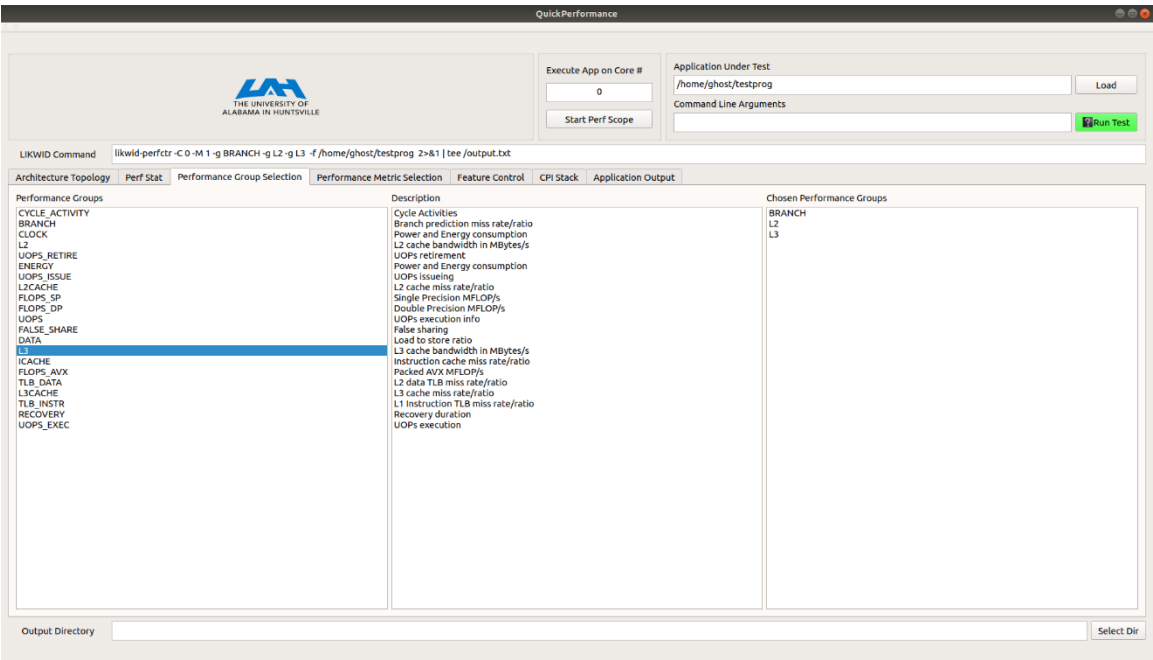 QuickPerformance
UAH
THE UNIVERSITY OF
ALABAMA IN HUNTSVILLE
Execute App on Core #
0
Start Perf Scope
Application Under Test
/home/ghost/testprog
Load
Command Line Arguments
Run Test
LIKWID Command
likwid-perfctr -C 0 -M 1 -g BRANCH -g L2 -g L3 -f /home/ghost/testprog 2>&1 | tee /output.txt
Architecture Topology
Perf Stat
Performance Group Selection
Performance Metric Selection
Feature Control
CPI Stack
Application Output
Performance Groups
CYCLE_ACTIVITY
BRANCH
CLOCK
L2
UOPS_RETIRE
ENERGY
UOPS_ISSUE
L2CACHE
FLOPS_SP
FLOPS_DP
UOPS
FALSE_SHARE
DATA
L3
ICACHE
FLOPS_AVX
TLB_DATA
L3CACHE
TLB_INSTR
RECOVERY
UOPS_EXEC
Description
Cycle Activities
Branch prediction miss rate/ratio
Power and Energy consumption
L2 cache bandwidth in MBytes/s
UOPs retirement
Power and Energy consumption
UOPs issueing
L2 cache miss rate/ratio
Single Precision MFLOP/s
Double Precision MFLOP/s
UOPs execution info
False sharing
Load to store ratio
L3 cache bandwidth in MBytes/s
Instruction cache miss rate/ratio
Packed AVX MFLOP/s
L2 data TLB miss rate/ratio
L3 cache miss rate/ratio
L1 Instruction TLB miss rate/ratio
Recovery duration
UOPs execution
Chosen Performance Groups
BRANCH
L2
L3
Output Directory
Select Dir